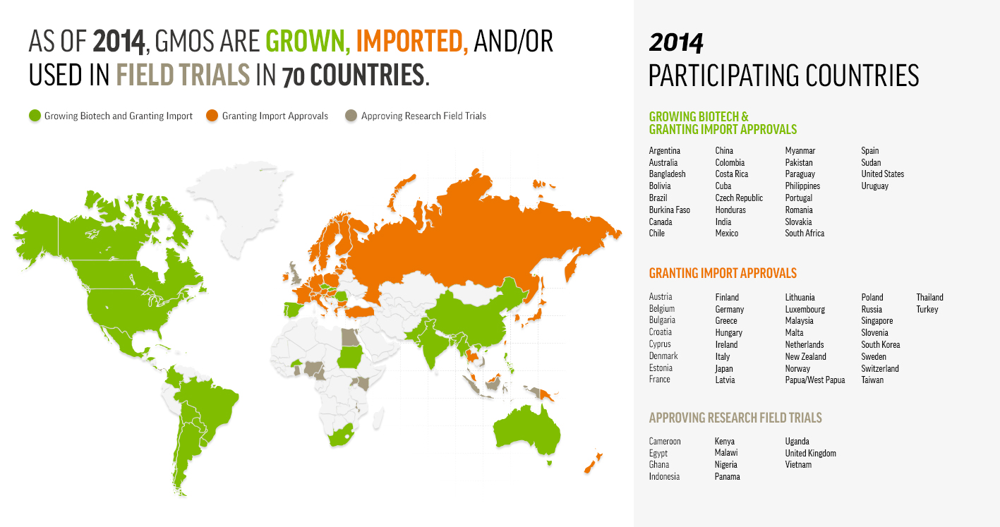 AS OF 2014, GMOS ARE GROWN, IMPORTED, AND/OR
USED IN FIELD TRIALS IN 70 COUNTRIES.
Growing Biotech and Granting Import
Granting Import Approvals
Approving Research Field Trials
2014
PARTICIPATING COUNTRIES
GROWING BIOTECH &
GRANTING IMPORT APPROVALS
Argentina
Australia
Bangladesh
Bolivia
Brazil
Burkina Faso
Canada
Chile
China
Colombia
Costa Rica
Cuba
Czech Republic
Honduras
India
Mexico
Myanmar
Pakistan
Paraguay
Philippines
Portugal
Romania
Slovakia
South Africa
Spain
Sudan
United States
Uruguay
GRANTING IMPORT APPROVALS
Austria
Belgium
Bulgaria
Croatia
Cyprus
Denmark
Estonia
France
Finland
Germany
Greece
Hungary
Ireland
Italy
Japan
Latvia
Lithuania
Luxembourg
Malaysia
Malta
Netherlands
New Zealand
Norway
Papua/West Papua
Poland
Russia
Singapore
Slovenia
South Korea
Sweden
Switzerland
Taiwan
Thailand
Turkey
APPROVING RESEARCH FIELD TRIALS
Cameroon
Egypt
Ghana
Indonesia
Kenya
Malawi
Nigeria
Panama
Uganda
United Kingdom
Vietnam